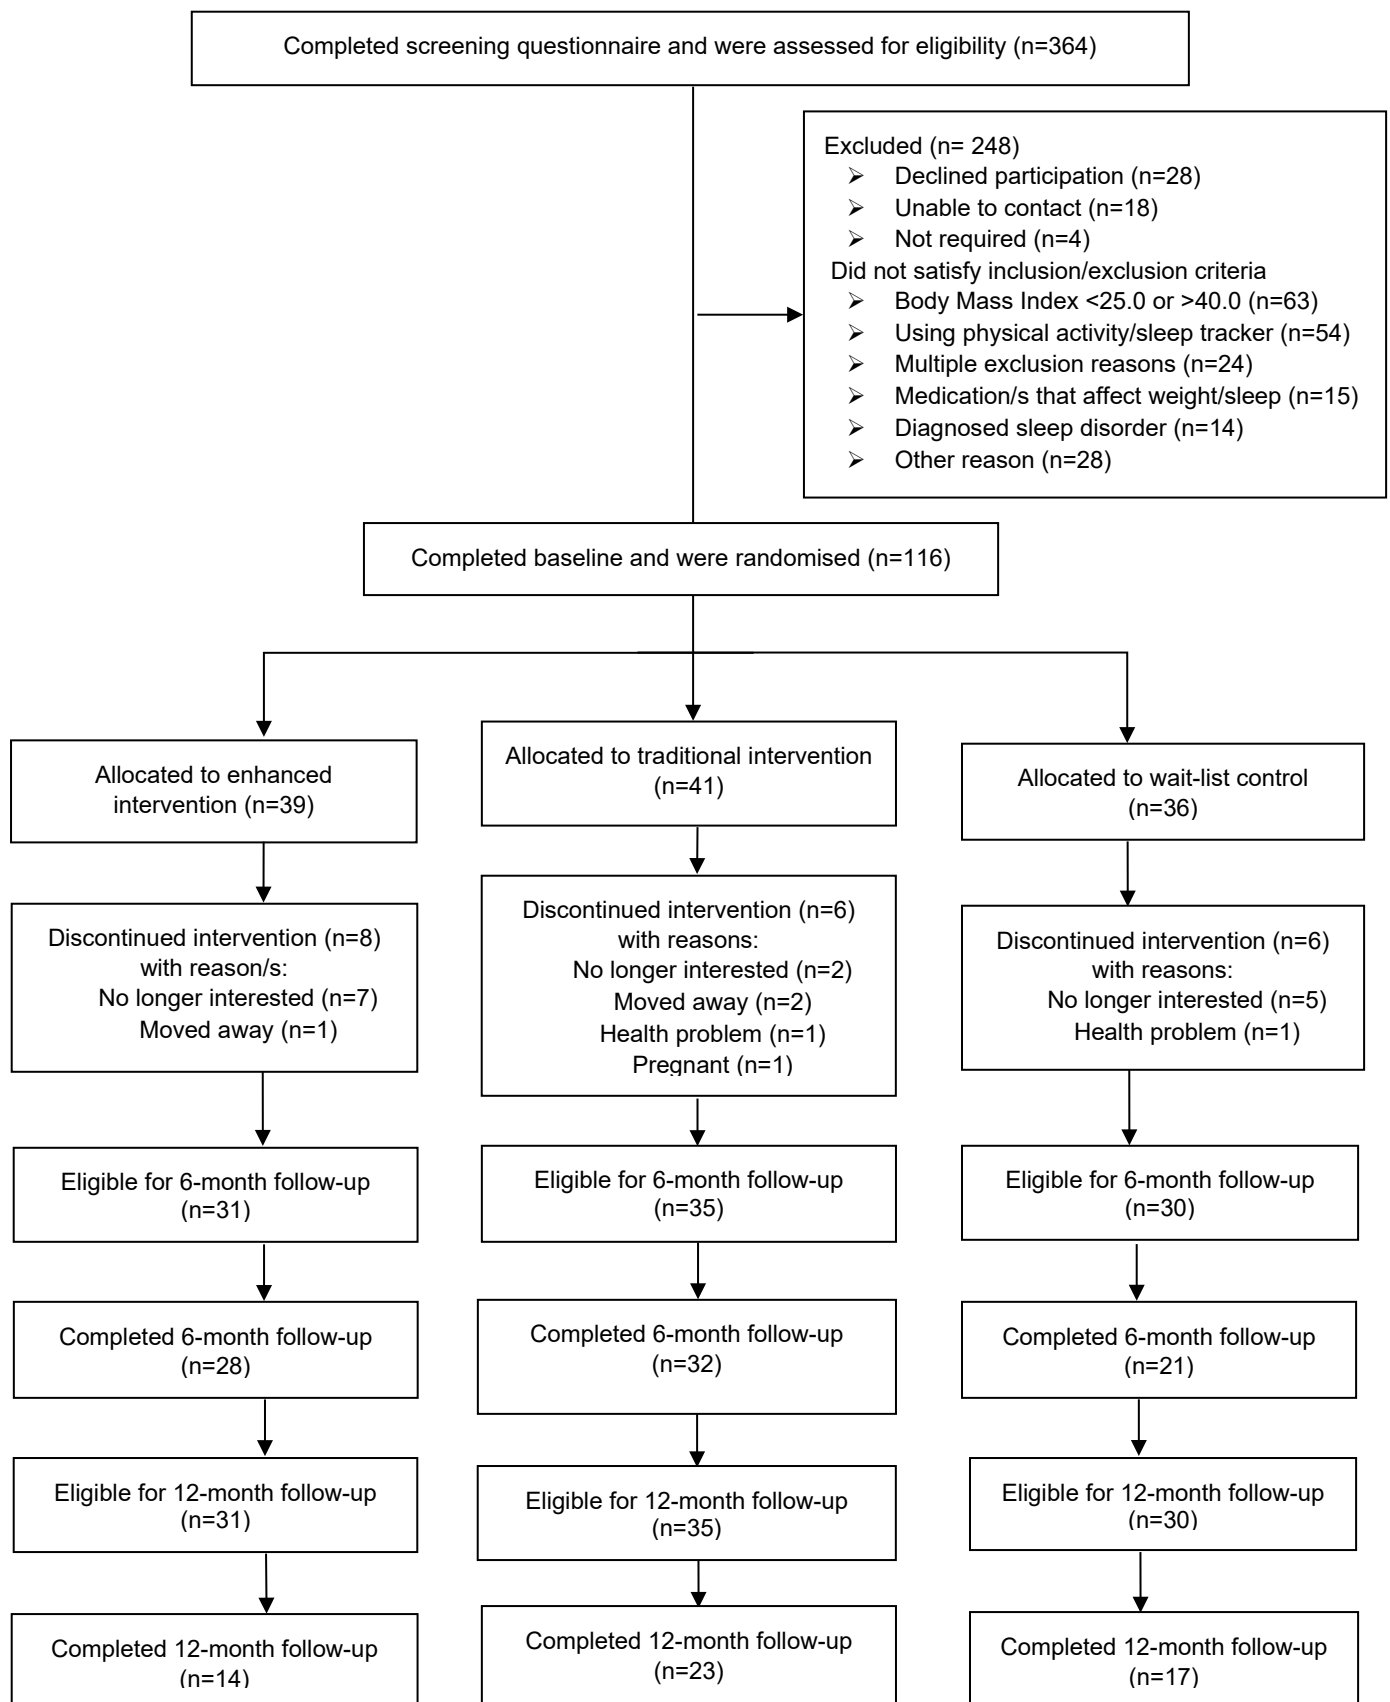 Completed screening questionnaire and were assessed for eligibility (n=364)
Excluded (n= 248)
➢ Declined participation (n=28)
➢ Unable to contact (n=18)
➢ Not required (n=4)
Did not satisfy inclusion/exclusion criteria
➢ Body Mass Index <25.0 or >40.0 (n=63)
➢ Using physical activity/sleep tracker (n=54)
➢ Multiple exclusion reasons (n=24)
➢ Medication/s that affect weight/sleep (n=15)
➢ Diagnosed sleep disorder (n=14)
➢ Other reason (n=28)
Completed baseline and were randomised (n=116)
Allocated to enhanced
intervention (n=39)
Allocated to traditional intervention
(n=41)
Allocated to wait-list control
(n=36)
Discontinued intervention (n=8)
with reason/s:
No longer interested (n=7)
Moved away (n=1)
Discontinued intervention (n=6)
with reasons:
No longer interested (n=2)
Moved away (n=2)
Health problem (n=1)
Pregnant (n=1)
Discontinued intervention (n=6)
with reasons:
No longer interested (n=5)
Health problem (n=1)
Eligible for 6-month follow-up
(n=31)
Eligible for 6-month follow-up
(n=35)
Eligible for 6-month follow-up
(n=30)
Completed 6-month follow-up
(n=28)
Completed 6-month follow-up
(n=32)
Completed 6-month follow-up
(n=21)
Eligible for 12-month follow-up
(n=31)
Eligible for 12-month follow-up
(n=35)
Eligible for 12-month follow-up
(n=30)
Completed 12-month follow-up
(n=14)
Completed 12-month follow-up
(n=23)
Completed 12-month follow-up
(n=17)